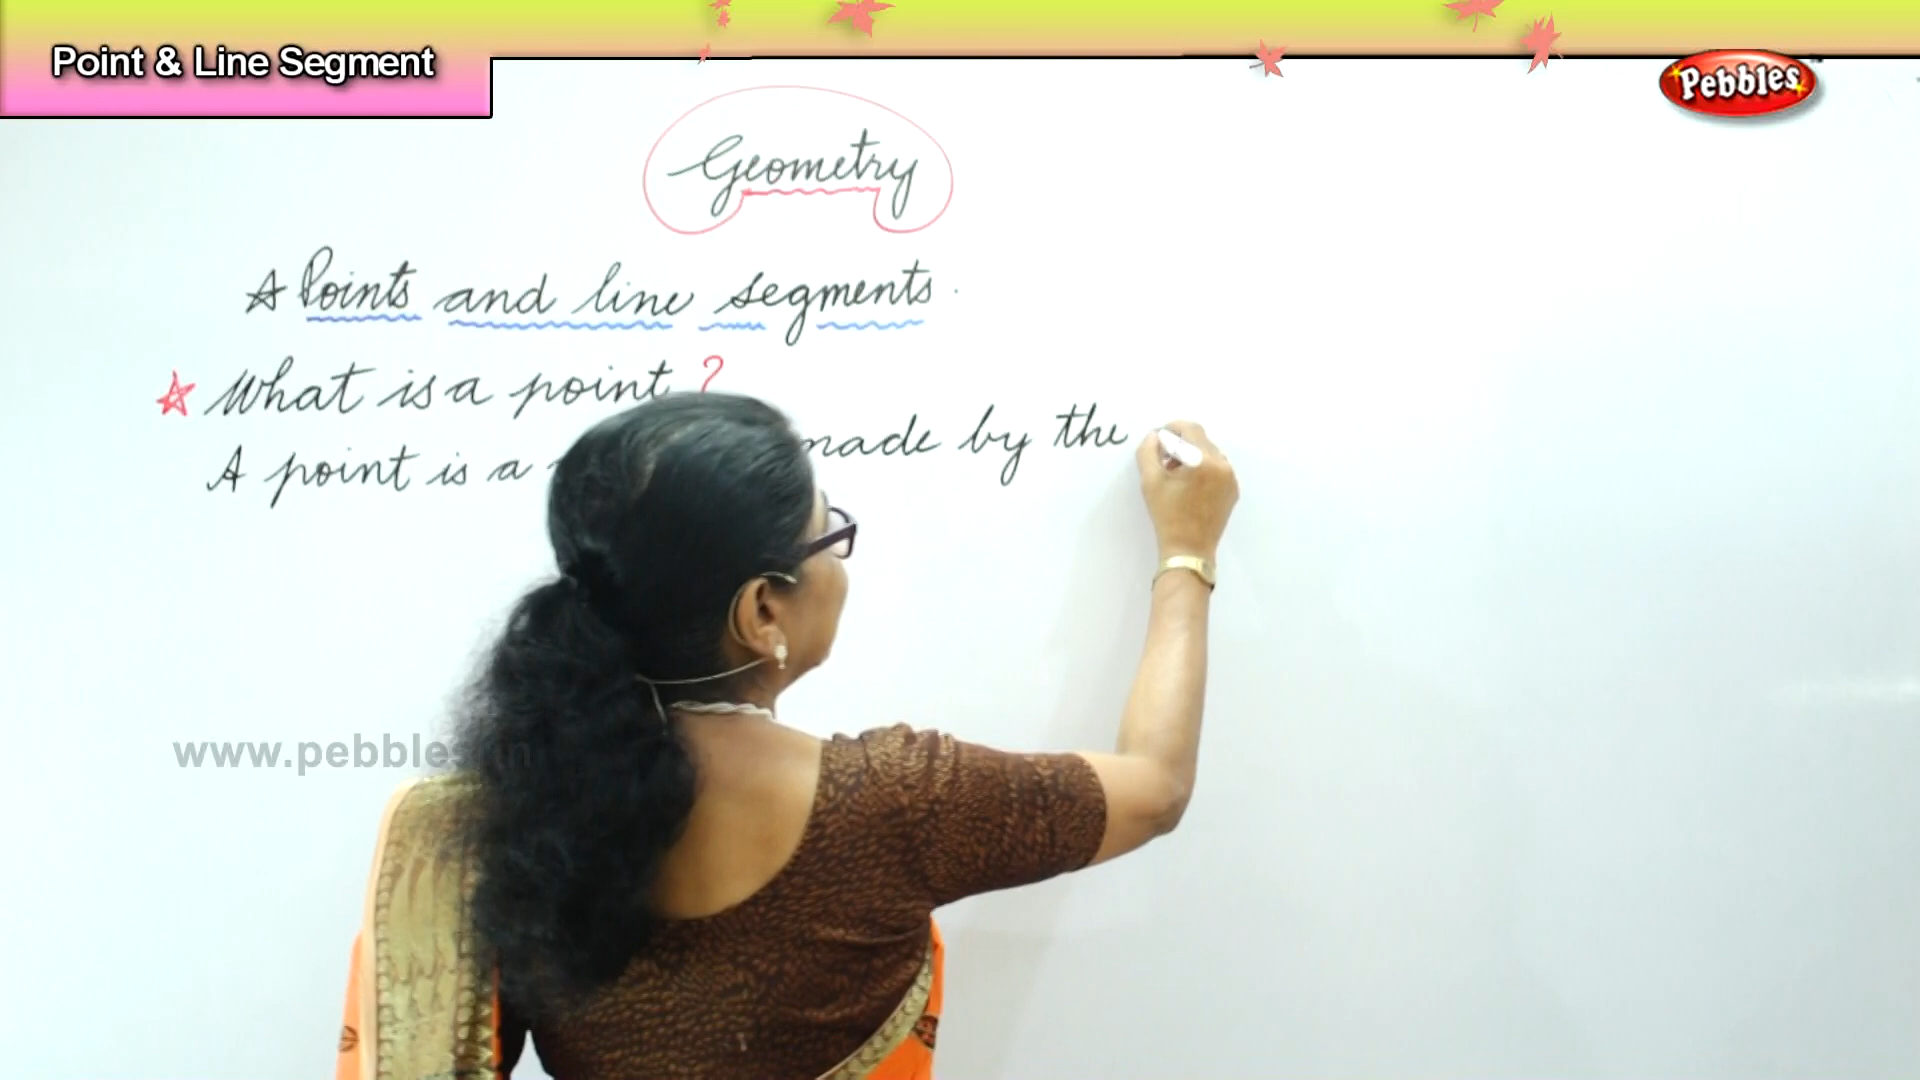 Point & Line Segment
Pebbles
Geometry
Points and line segments.
What is a point ?
A point is a made by the
www.pebbles.in